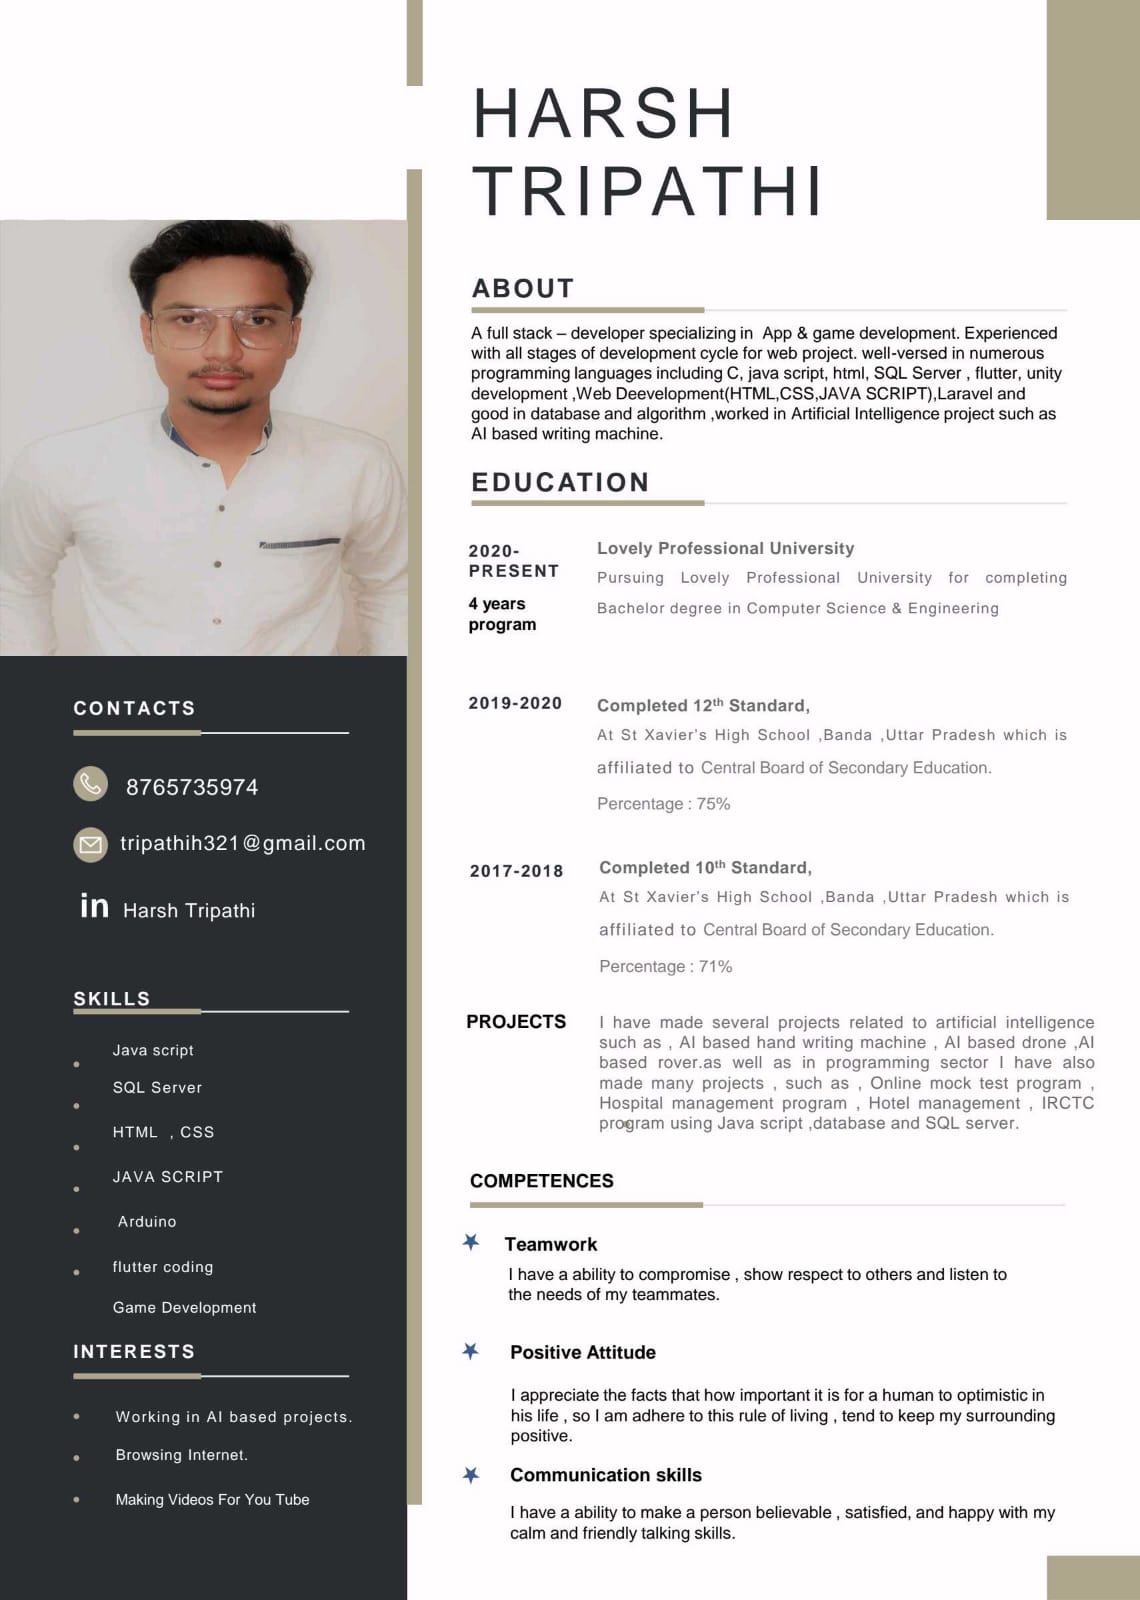 HARSH
TRIPATHI
ABOUT
A full stack – developer specializing in  App & game development. Experienced
with all stages of development cycle for web project. well-versed in numerous
programming languages including C, java script, html, SQL Server , flutter, unity
development ,Web Deevelopment(HTML,CSS,JAVA SCRIPT),Laravel and
good in database and algorithm ,worked in Artificial Intelligence project such as
AI based writing machine.
EDUCATION
2020-
PRESENT
4 years
program
Lovely Professional University
Pursuing Lovely Professional University for completing
Bachelor degree in Computer Science & Engineering
2019-2020
Completed 12th Standard,
At St Xavier’s High School ,Banda ,Uttar Pradesh which is
affiliated to Central Board of Secondary Education.
Percentage : 75%
2017-2018
Completed 10th Standard,
At St Xavier’s High School ,Banda ,Uttar Pradesh which is
affiliated to Central Board of Secondary Education.
Percentage : 71%
PROJECTS
I have made several projects related to artificial intelligence
such as , AI based hand writing machine , AI based drone ,AI
based rover.as well as in programming sector I have also
made many projects , such as , Online mock test program ,
Hospital management program , Hotel management , IRCTC
program using Java script ,database and SQL server.
COMPETENCES
Teamwork
I have a ability to compromise , show respect to others and listen to
the needs of my teammates.
Positive Attitude
I appreciate the facts that how important it is for a human to optimistic in
his life , so I am adhere to this rule of living , tend to keep my surrounding
positive.
Communication skills
I have a ability to make a person believable , satisfied, and happy with my
calm and friendly talking skills.
CONTACTS
8765735974
tripathih321@gmail.com
in Harsh Tripathi
SKILLS
Java script
SQL Server
HTML  , CSS
JAVA SCRIPT
Arduino
flutter coding
Game Development
INTERESTS
Working in AI based projects.
Browsing Internet.
Making Videos For You Tube